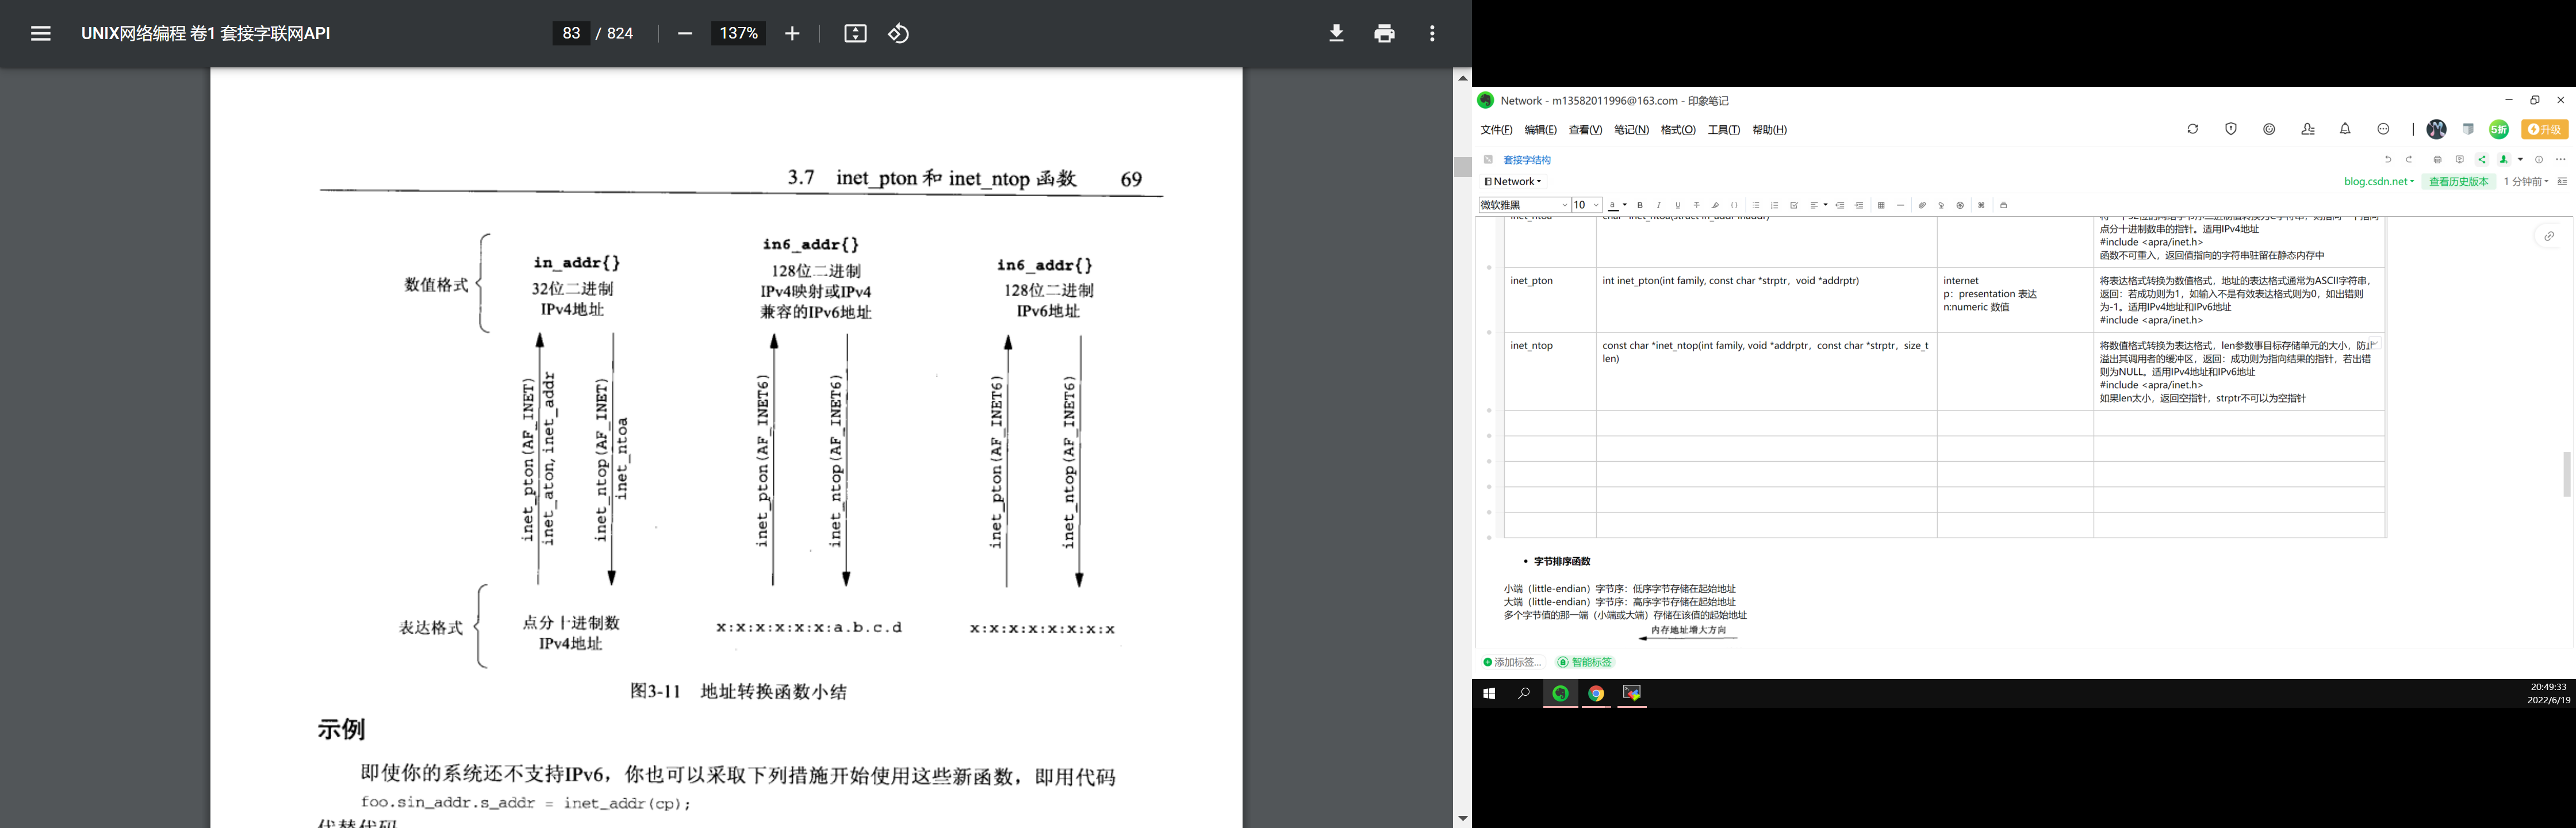 UNIX网络编程 卷1 套接字联网API
83 / 824
137%
3.7 inet_pton 和 inet_ntop 函数 69
数值格式
in_addr{}
32位二进制
IPv4地址
in6_addr{}
128位二进制
IPv4映射或IPv4
兼容的IPv6地址
in6_addr{}
128位二进制
IPv6地址
inet_pton(AF_INET)
inet_aton,inet_addr
inet_ntop(AF_INET)
inet_ntoa
inet_pton(AF_INET6)
inet_ntop(AF_INET6)
inet_pton(AF_INET6)
inet_ntop(AF_INET6)
表达格式
点分十进制数
IPv4地址
x:x:x:x:x:x:a.b.c.d
x:x:x:x:x:x:x:x
图3-11 地址转换函数小结
示例
即使你的系统还不支持IPv6，你也可以采取下列措施开始使用这些新函数，即用代码
foo.sin_addr.s_addr = inet_addr(cp);
代替代码
Network - m13582011996@163.com - 印象笔记
文件(F) 编辑(E) 查看(V) 笔记(N) 格式(O) 工具(T) 帮助(H)
5折
升级
套接字结构
Network
blog.csdn.net
查看历史版本
1 分钟前
微软雅黑
10
inet_ntoa
char *inet_ntoa(struct in_addr inaddr)
将一个32位的网络字节序二进制值转换为C字符串，则指向一个指向
点分十进制数串的指针。适用IPv4地址
#include <apra/inet.h>
函数不可重入，返回值指向的字符串驻留在静态内存中
inet_pton
int inet_pton(int family, const char *strptr，void *addrptr)
internet
p：presentation 表达
n:numeric 数值
将表达格式转换为数值格式，地址的表达格式通常为ASCII字符串，
返回：若成功则为1，如输入不是有效表达格式则为0，如出错则
为-1。适用IPv4地址和IPv6地址
#include <apra/inet.h>
inet_ntop
const char *inet_ntop(int family, void *addrptr，const char *strptr，size_t
len)
将数值格式转换为表达格式，len参数事目标存储单元的大小，防止
溢出其调用者的缓冲区，返回：成功则为指向结果的指针，若出错
则为NULL。适用IPv4地址和IPv6地址
#include <apra/inet.h>
如果len太小，返回空指针，strptr不可以为空指针
字节排序函数
小端（little-endian）字节序：低序字节存储在起始地址
大端（little-endian）字节序：高序字节存储在起始地址
多个字节值的那一端（小端或大端）存储在该值的起始地址
内存地址增大方向
添加标签...
智能标签
20:49:33
2022/6/19